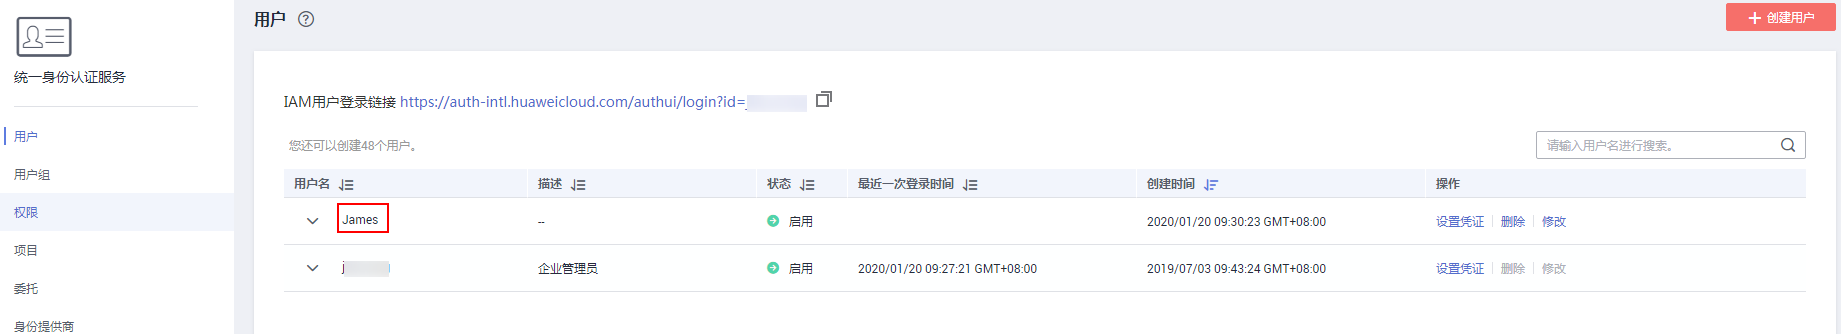 统一身份认证服务
用户
用户组
权限
项目
委托
身份提供商
用户
创建用户
IAM用户登录链接 https://auth-intl.huaweicloud.com/authui/login?id=
您还可以创建48个用户。
请输入用户名进行搜索。
用户名 描述 状态 最近一次登录时间 创建时间 操作
James -- 启用 2020/01/20 09:30:23 GMT+08:00 设置凭证 删除 修改
企业管理员 启用 2020/01/20 09:27:21 GMT+08:00 2019/07/03 09:43:24 GMT+08:00 设置凭证 删除 修改